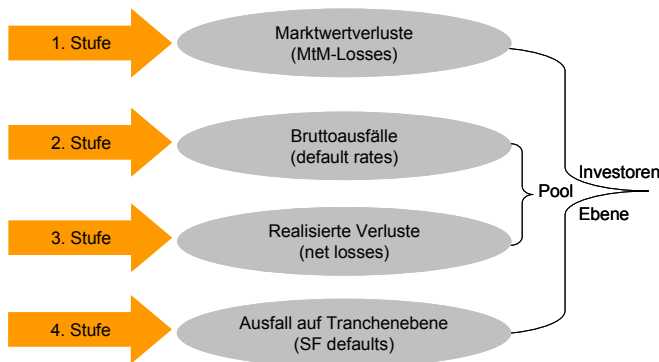 1. Stufe
Marktwertverluste
(MtM-Losses)
2. Stufe
Bruttoausfälle
(default rates)
3. Stufe
Realisierte Verluste
(net losses)
4. Stufe
Ausfall auf Tranchenebene
(SF defaults)
Pool
Investoren
Ebene